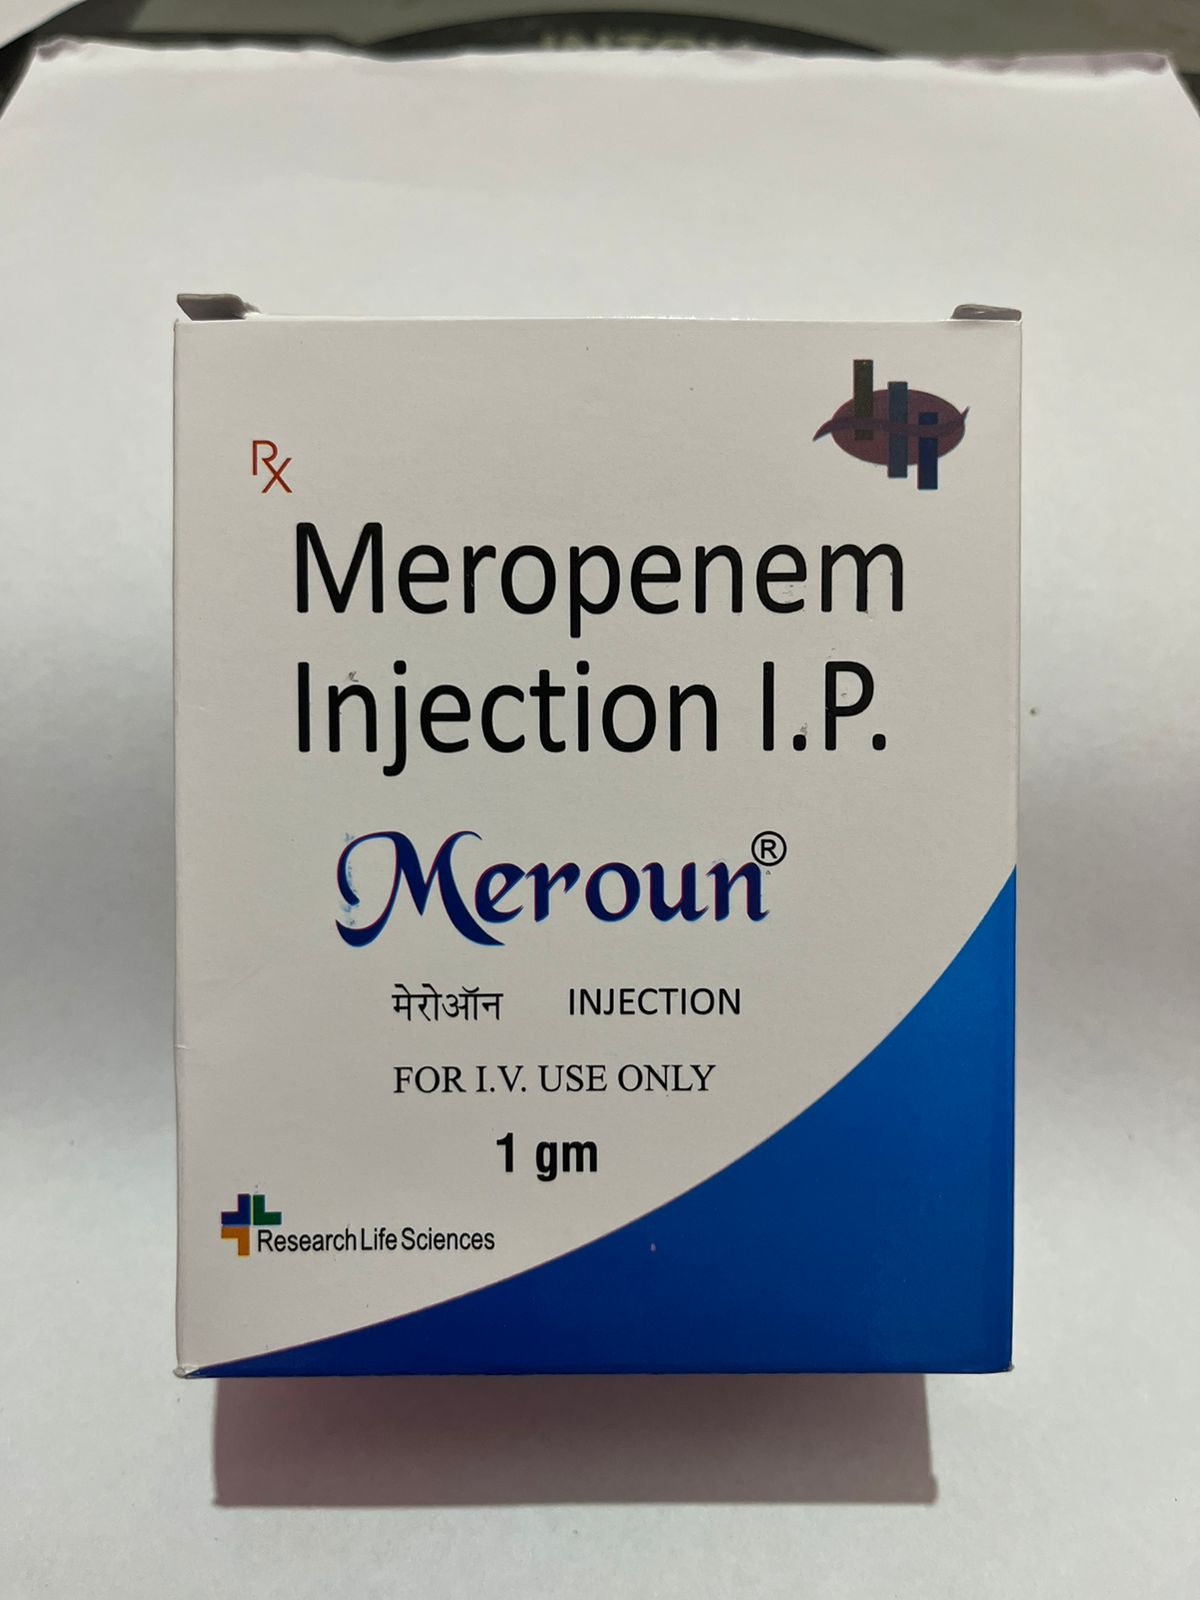 Rx
Meropenem
Injection I.P.
Meroun®
मेरोऑन INJECTION
FOR I.V. USE ONLY
1 gm
Research Life Sciences